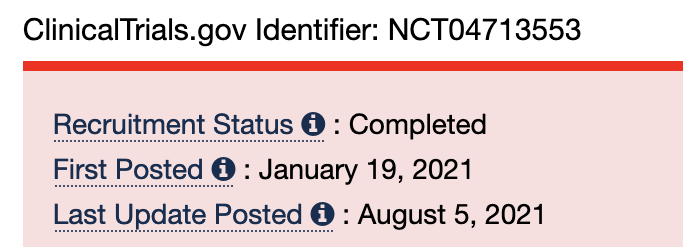 ClinicalTrials.gov Identifier: NCT04713553
Recruitment Status : Completed
First Posted : January 19, 2021
Last Update Posted : August 5, 2021